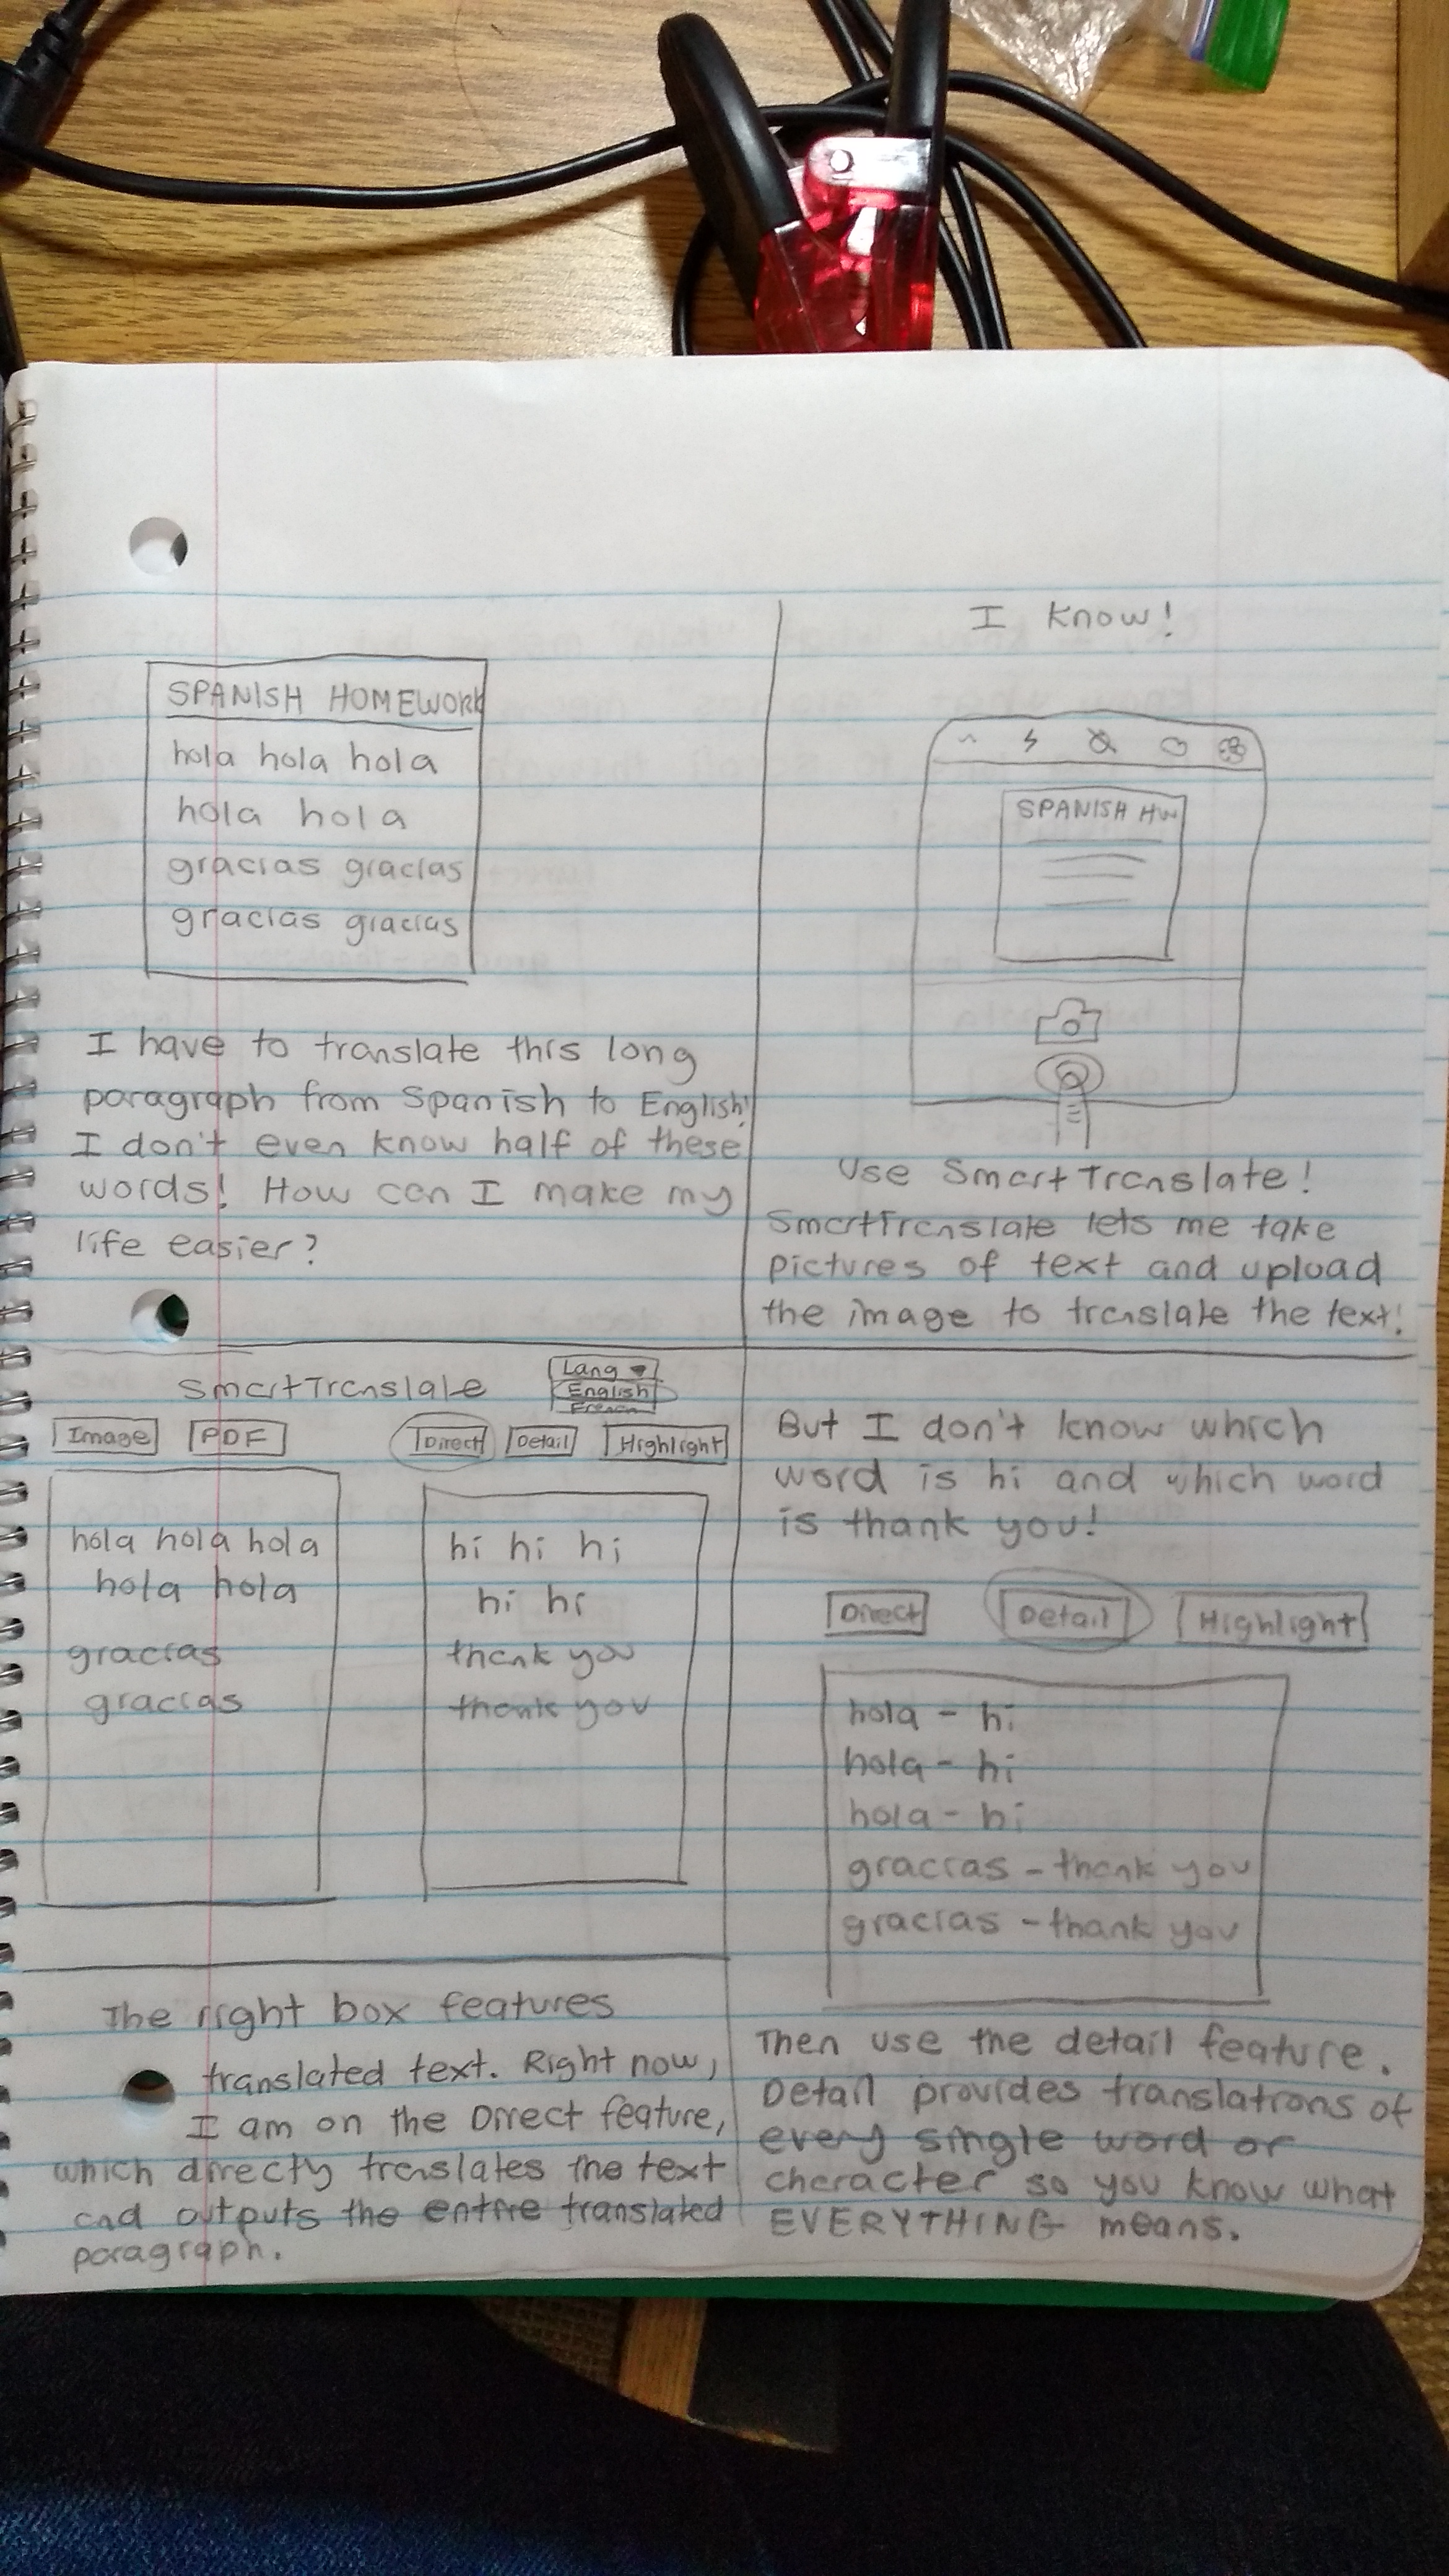 SPANISH HOMEWORK
hola hola hola
hola hola
gracias gracias
gracias gracias
I have to translate this long
paragraph from Spanish to English!
I don't even know half of these
words! How can I make my
life easier?
I know!
SPANISH HW
Use SmartTranslate!
SmartTranslate lets me take
pictures of text and upload
the image to translate the text!
SmartTranslate
Lang
English
French
Image PDF
Direct Detail Highlight
hola hola hola
hola hola
gracias
gracias
hi hi hi
hi hi
thank you
thank you
The right box features
translated text. Right now,
I am on the Direct feature,
which directy translates the text
and outputs the entire translated
paragraph.
But I don't know which
word is hi and which word
is thank you!
Direct Detail Highlight
hola - hi
hola - hi
hola - hi
gracias - thank you
gracias - thank you
Then use the detail feature.
Detail provides translations of
every single word or
character so you know what
EVERYTHING means.